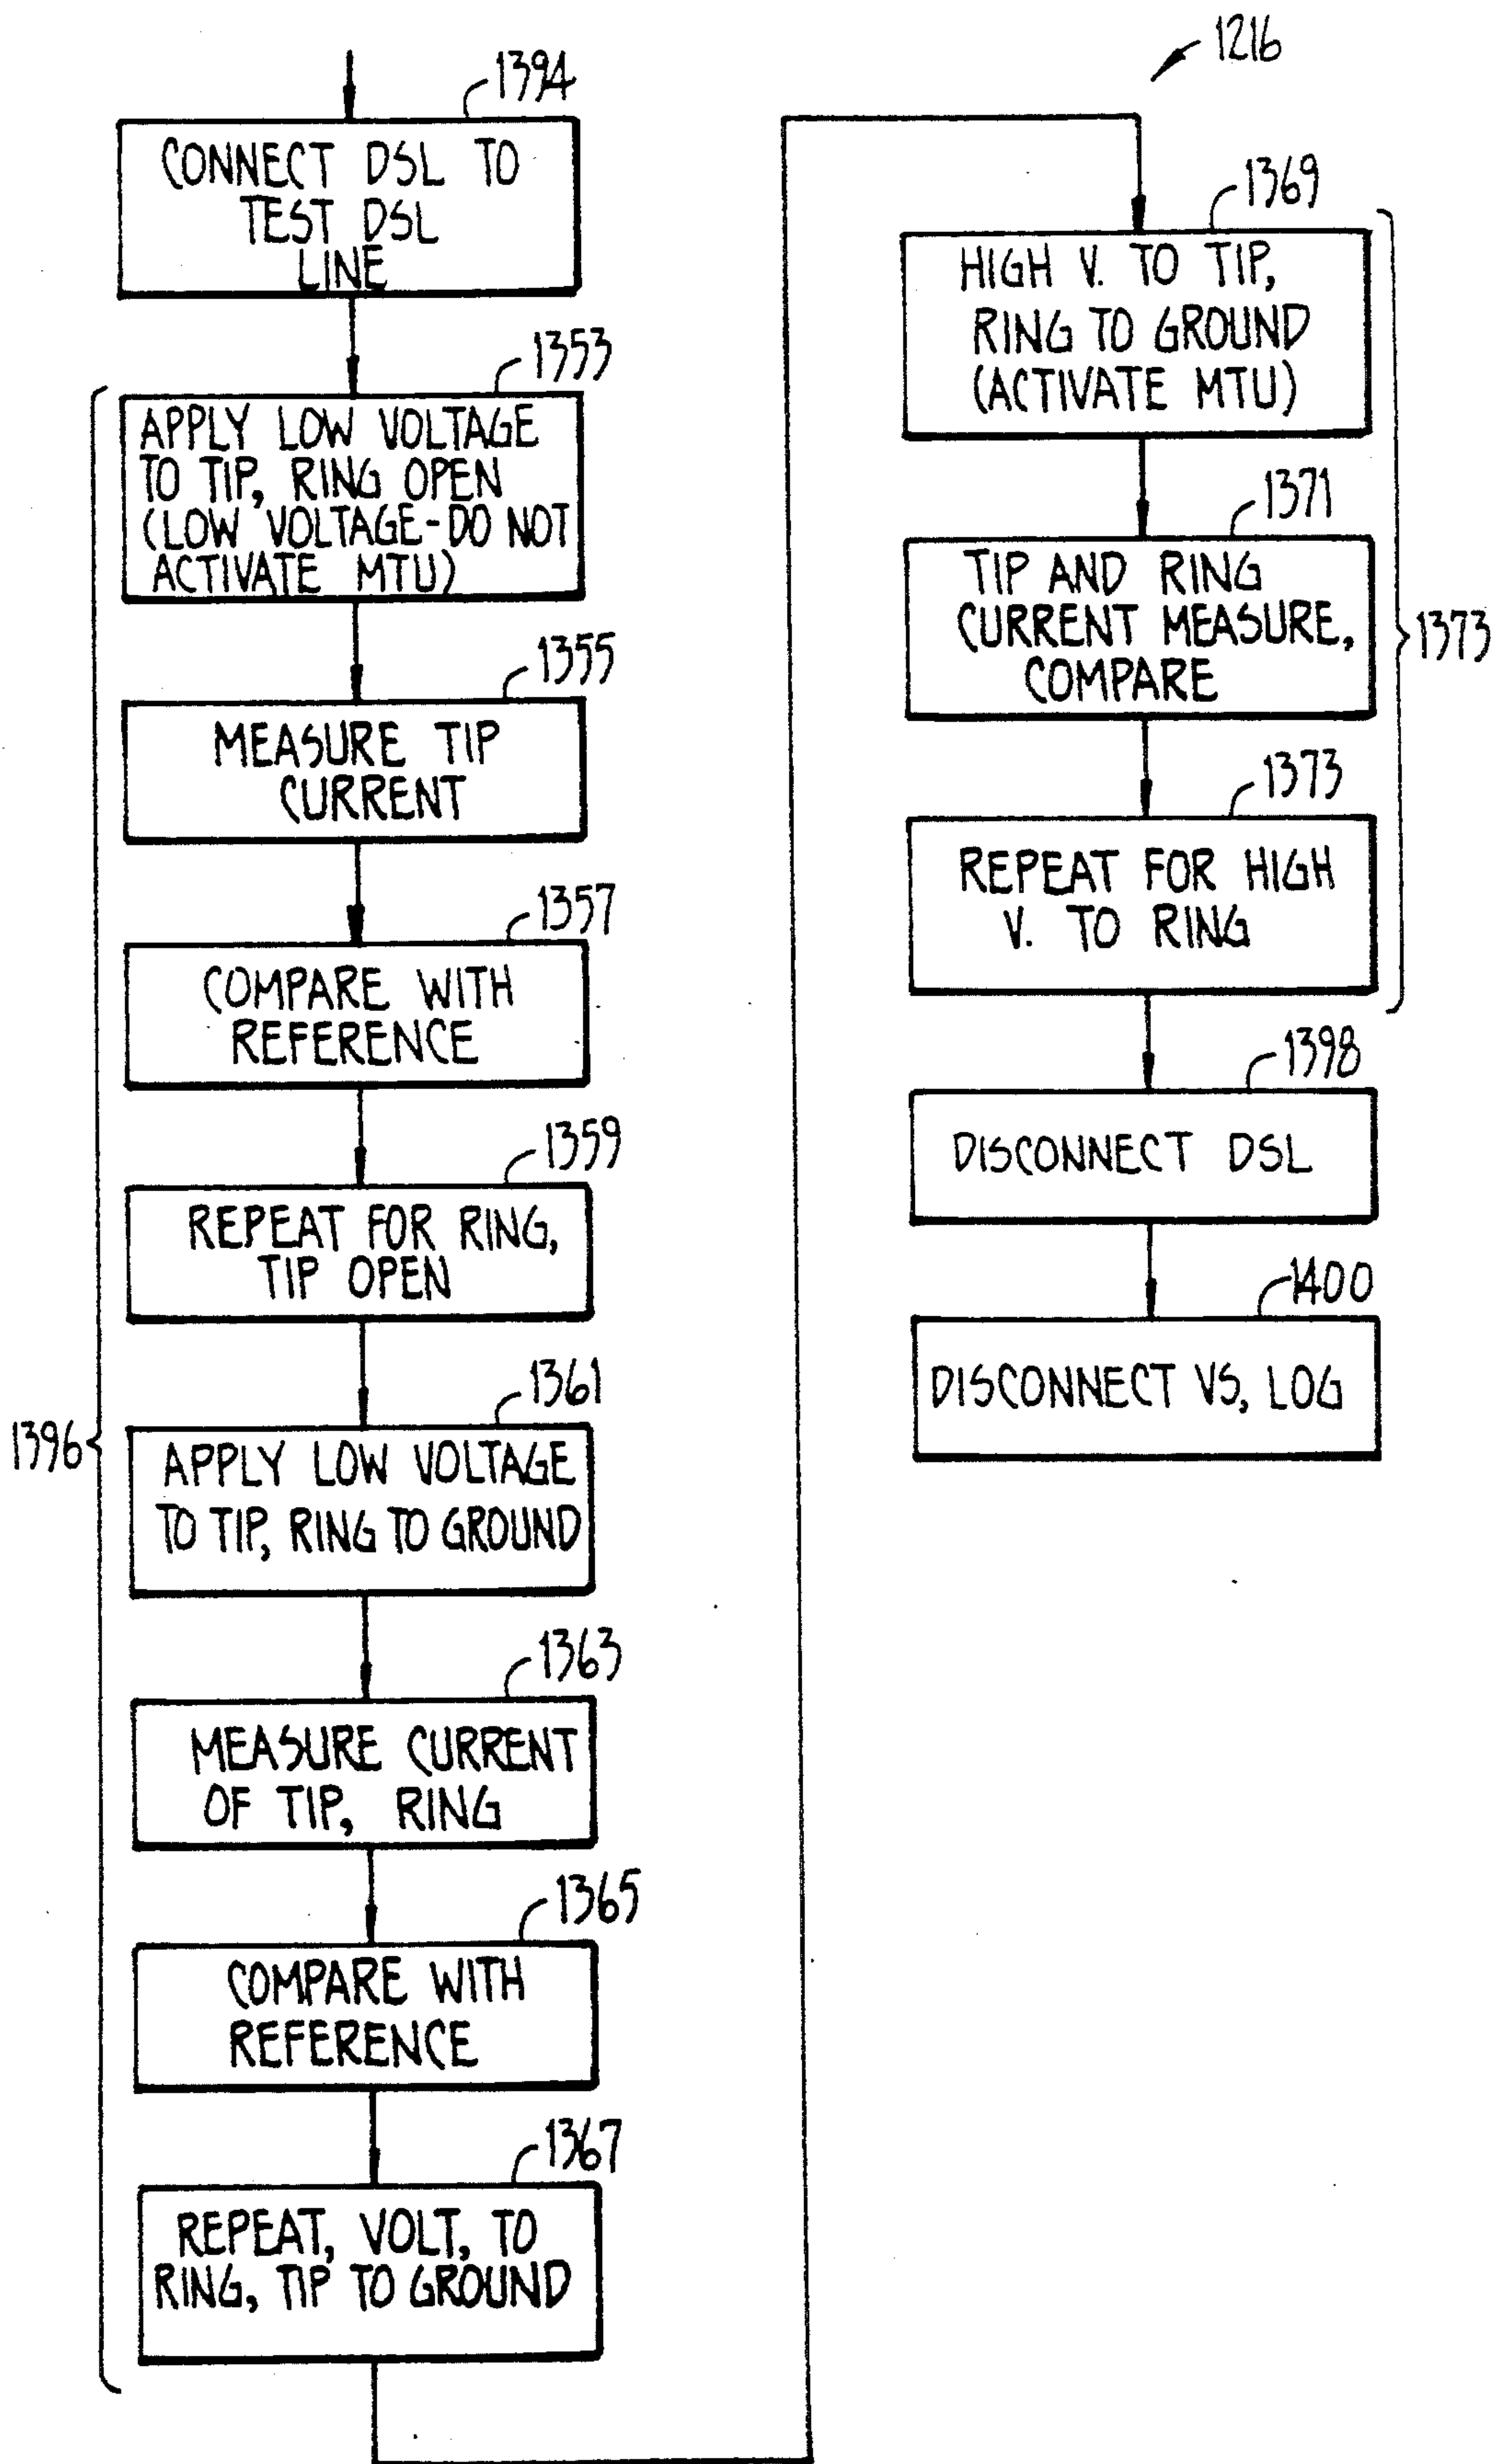 1394
CONNECT DSL TO
TEST DSL
LINE
1353
APPLY LOW VOLTAGE
TO TIP, RING OPEN
(LOW VOLTAGE-DO NOT
ACTIVATE MTU)
1355
MEASURE TIP
CURRENT
1357
COMPARE WITH
REFERENCE
1359
REPEAT FOR RING,
TIP OPEN
1361
APPLY LOW VOLTAGE
TO TIP, RING TO GROUND
1396
1363
MEASURE CURRENT
OF TIP, RING
1365
COMPARE WITH
REFERENCE
1367
REPEAT, VOLT, TO
RING, TIP TO GROUND
1216
1369
HIGH V. TO TIP,
RING TO GROUND
(ACTIVATE MTU)
1371
TIP AND RING
CURRENT MEASURE,
COMPARE
1373
1373
REPEAT FOR HIGH
V. TO RING
1398
DISCONNECT DSL
1400
DISCONNECT VS, LOG